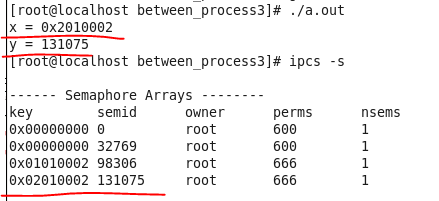 [root@localhost between_process3]# ./a.out
x = 0x2010002
y = 131075
[root@localhost between_process3]# ipcs -s
------ Semaphore Arrays --------
key semid owner perms nsems
0x00000000 0 root 600 1
0x00000000 32769 root 600 1
0x01010002 98306 root 666 1
0x02010002 131075 root 666 1